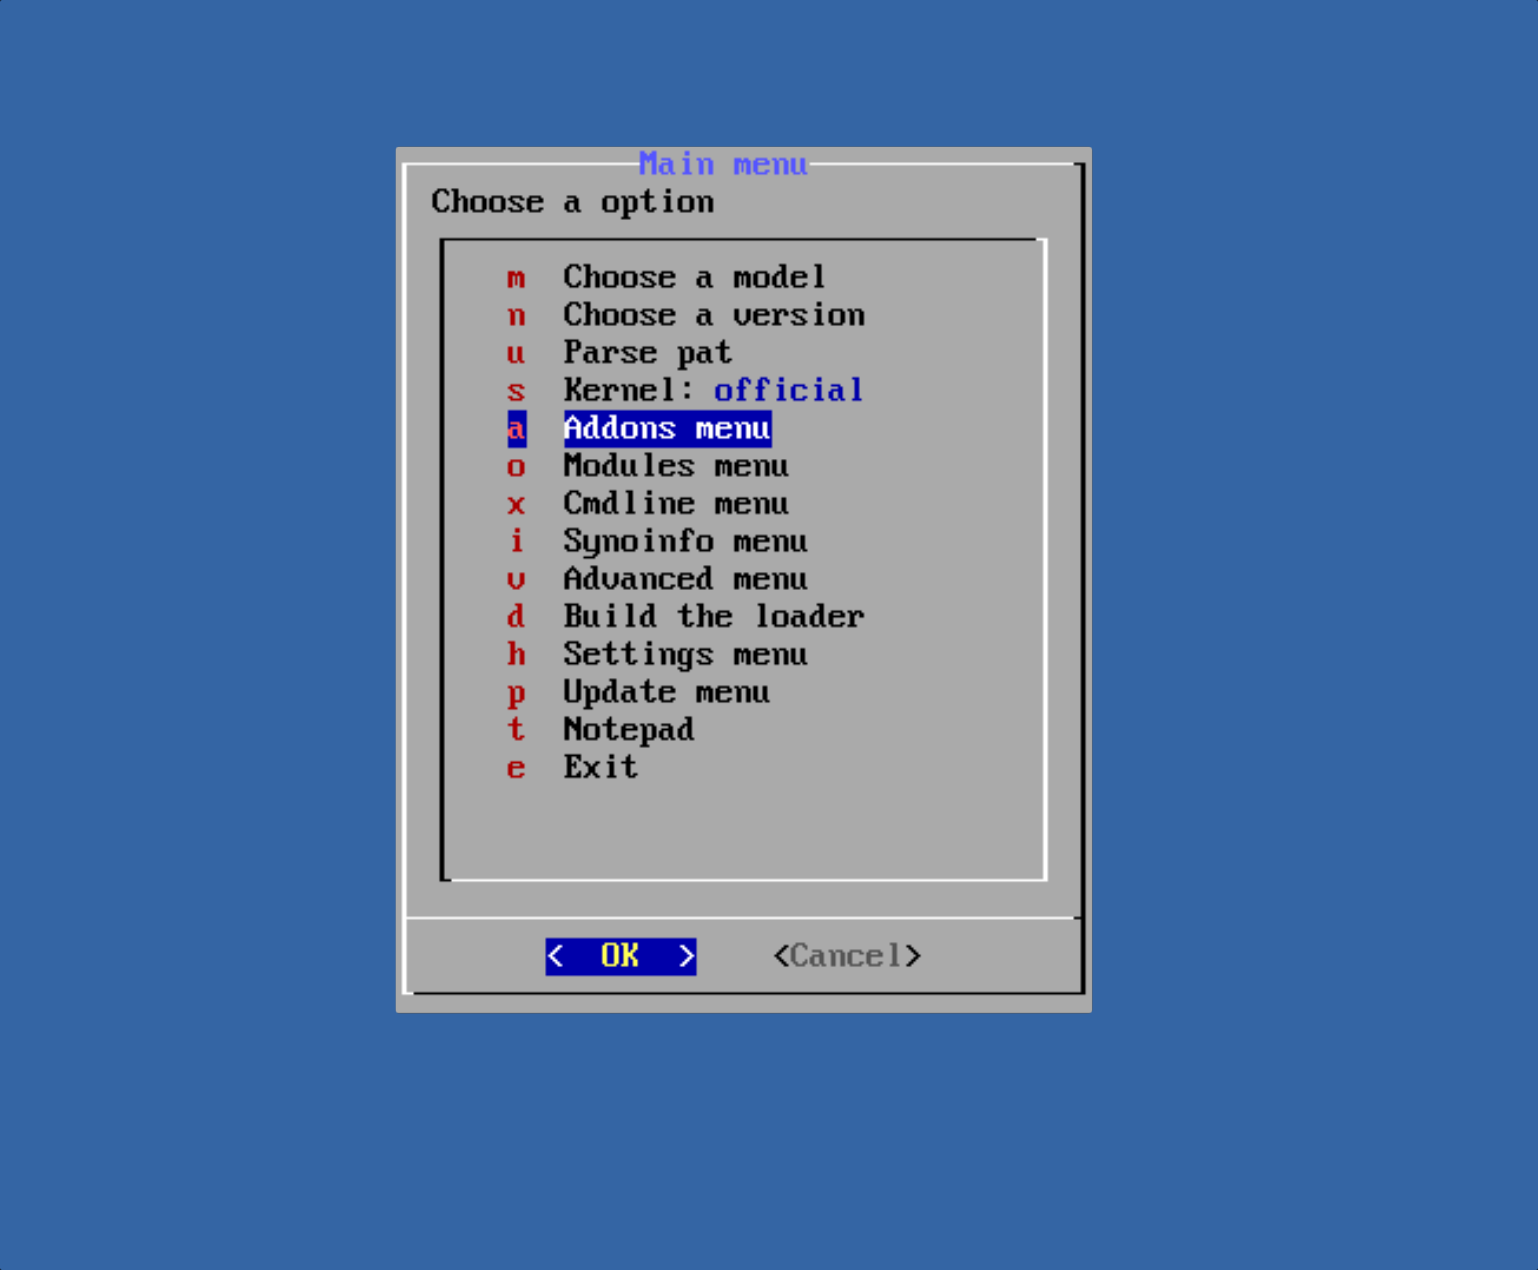 Main menu
Choose a option
m Choose a model
n Choose a version
u Parse pat
s Kernel: official
a Addons menu
o Modules menu
x Cmdline menu
i Synoinfo menu
v Advanced menu
d Build the loader
h Settings menu
p Update menu
t Notepad
e Exit
< OK > <Cancel>